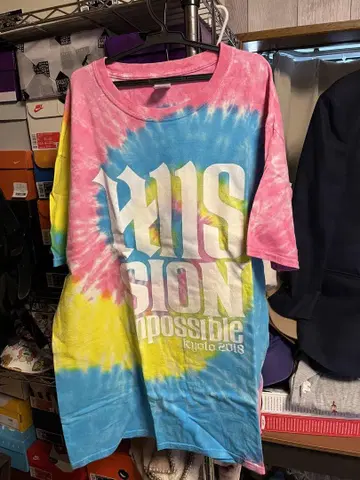 MIS
SION
impossible
kyoto 2018